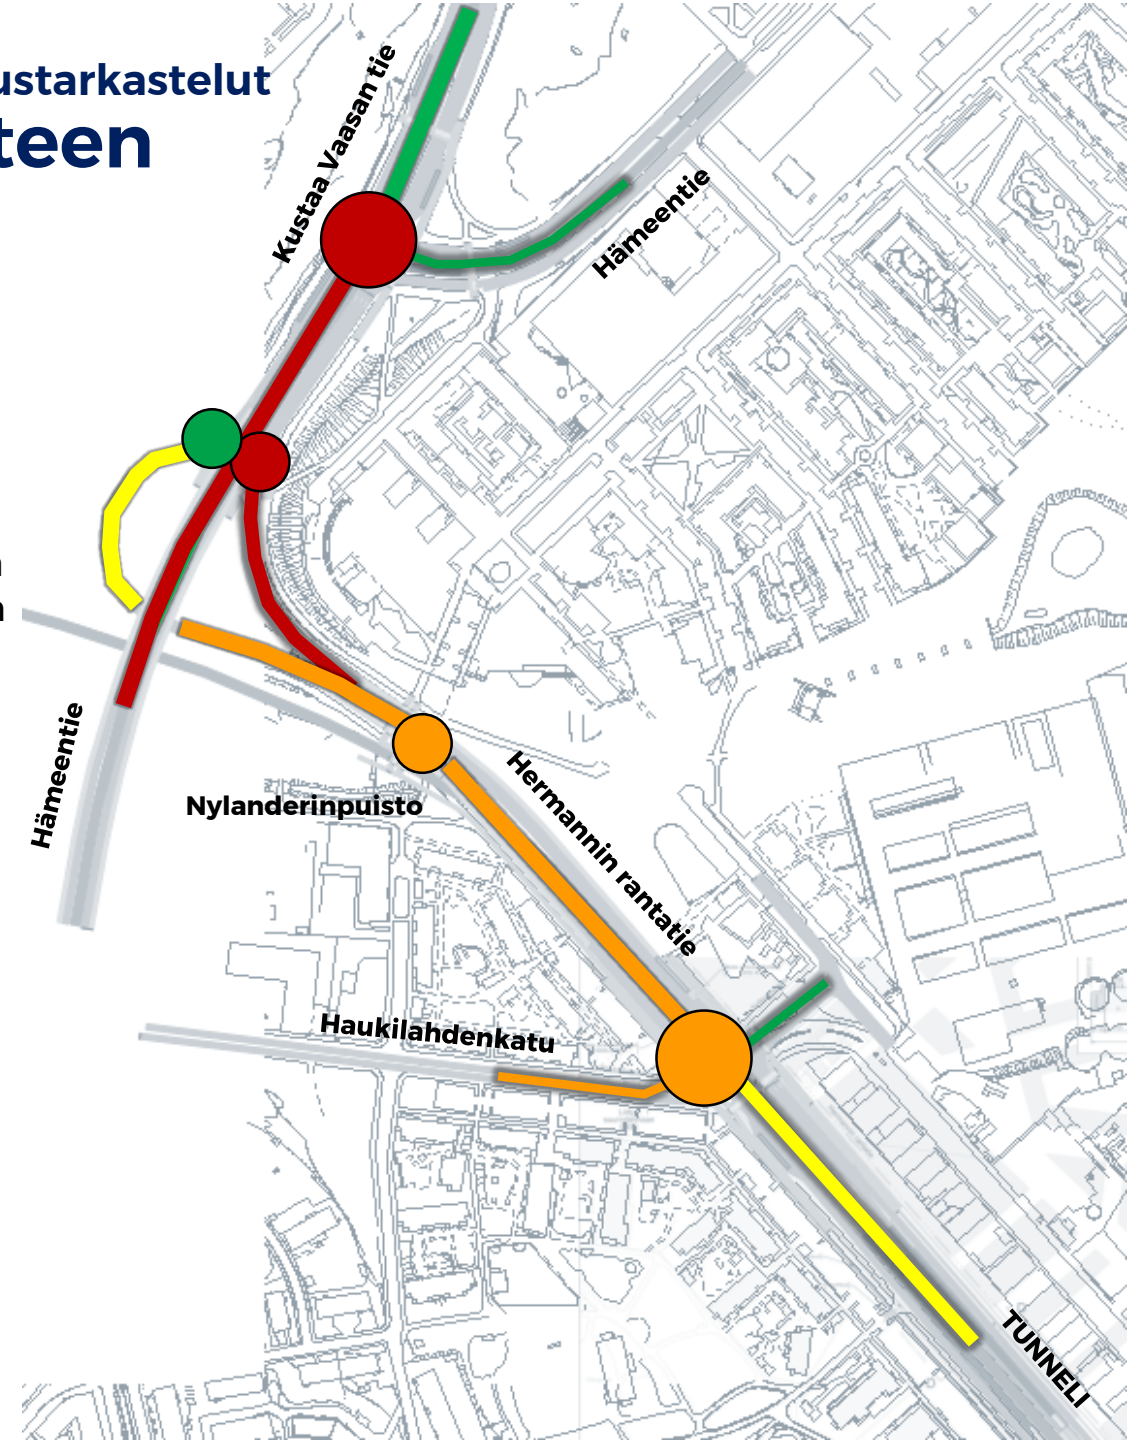 ustarkastelut
teen
Kustaa Vaasan tie
Hämeentie
Hämeentie
Nylanderinpuisto
Hermannin rantatie
Haukilahdenkatu
TUNNELI